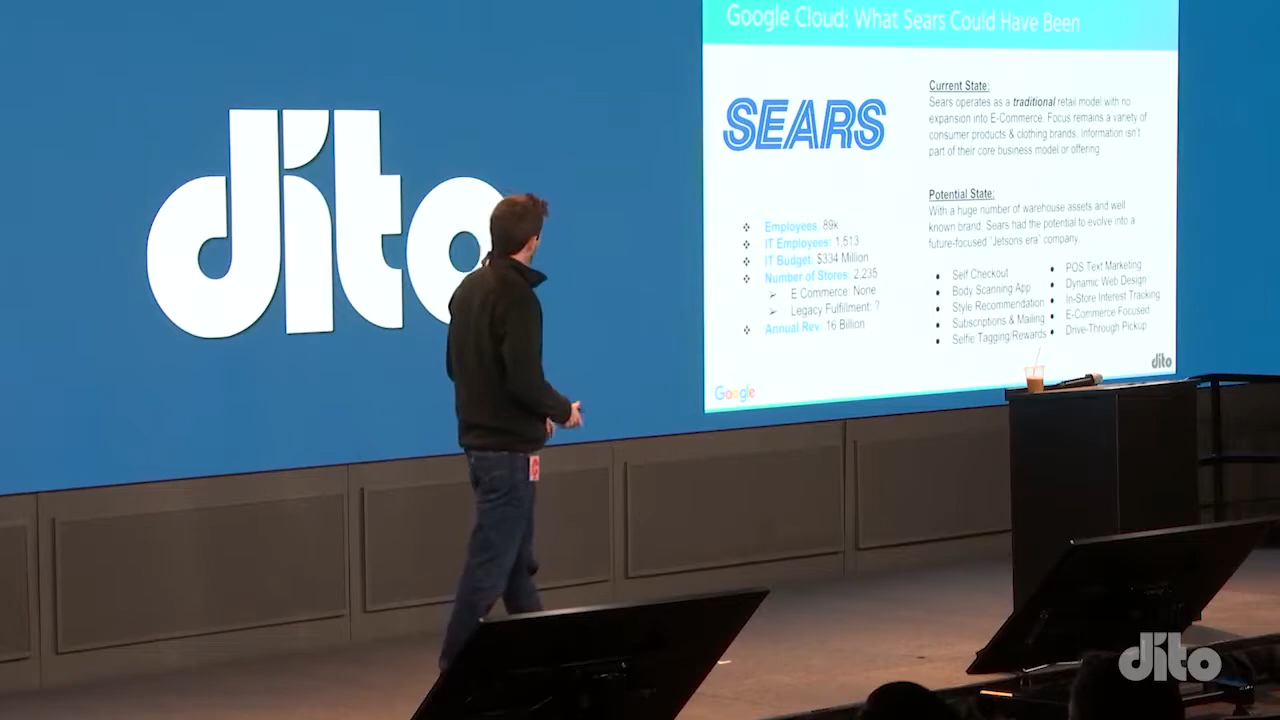 dito
Google Cloud: What Sears Could Have Been
SEARS
Current State:
Sears operates as a traditional retail model with no
expansion into E-Commerce. Focus remains a variety of
consumer products & clothing brands. Information isn't
part of their core business model or offering
Potential State:
With a huge number of warehouse assets and well
known brand. Sears had the potential to evolve into a
future-focused "Jetsons era" company
Employees: 89k
IT Employees: 1,513
IT Budget: $334 Million
Number of Stores: 2,235
E Commerce: None
Legacy Fulfillment: ?
Annual Rev: 16 Billion
Self Checkout
Body Scanning App
Style Recommendation
Subscriptions & Mailing
Selfie Tagging/Rewards
POS Text Marketing
Dynamic Web Design
In-Store Interest Tracking
E-Commerce Focused
Drive-Through Pickup
Google
dito
dito